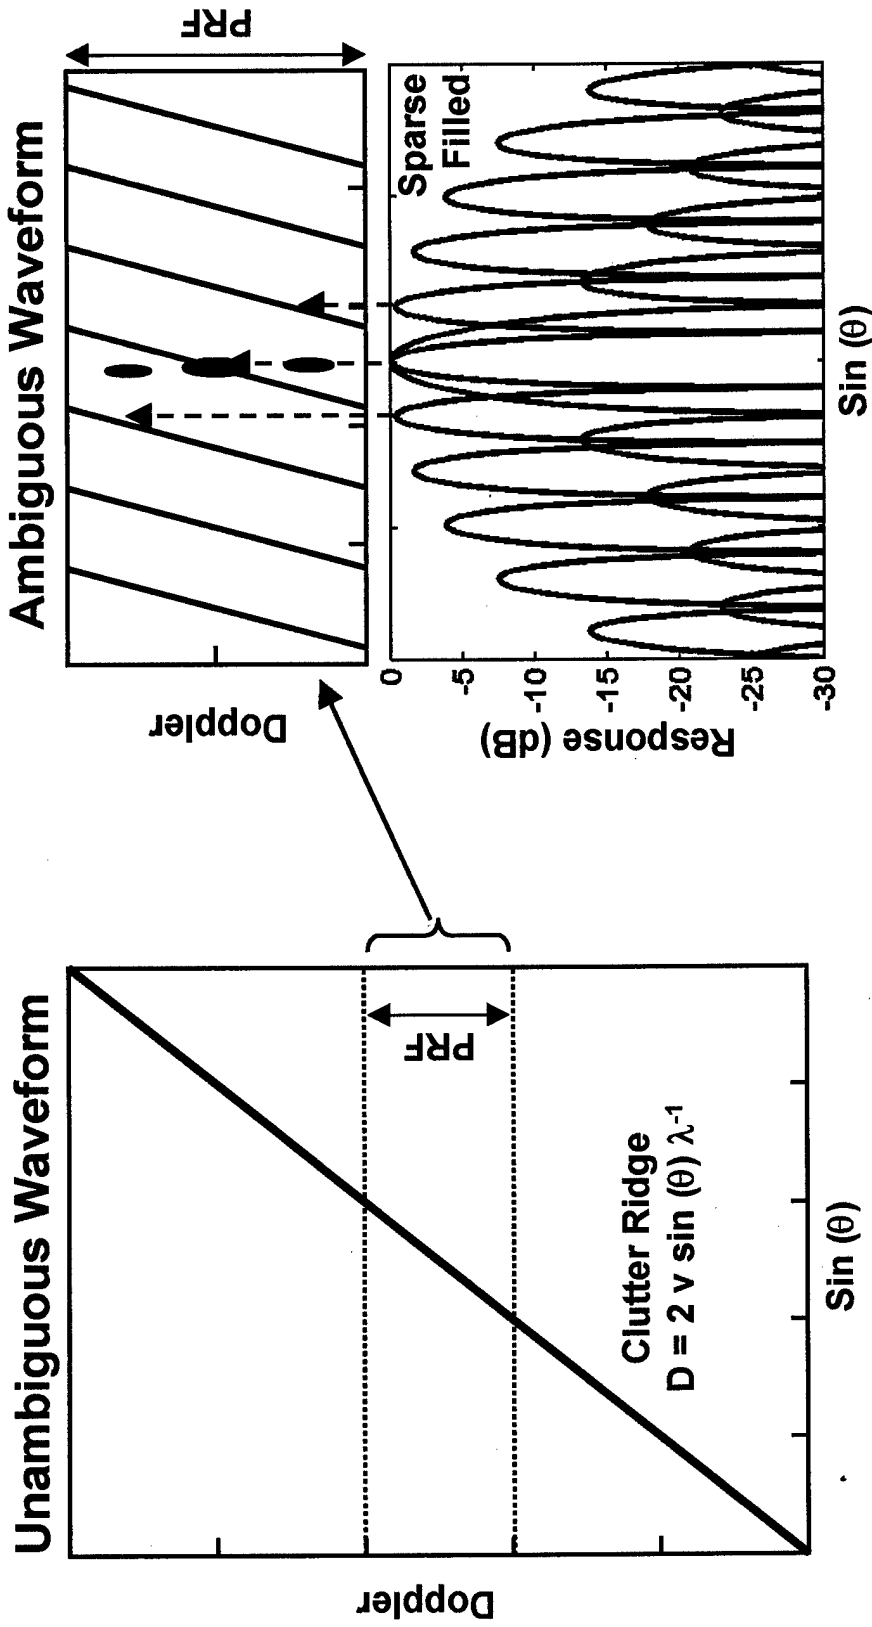 Unambiguous Waveform
Doppler
PRF
Clutter Ridge
D = 2 v sin (θ) λ⁻¹
Sin (θ)
Ambiguous Waveform
Doppler
PRF
Response (dB)
0
-5
-10
-15
-20
-25
-30
Sparse
Filled
Sin (θ)